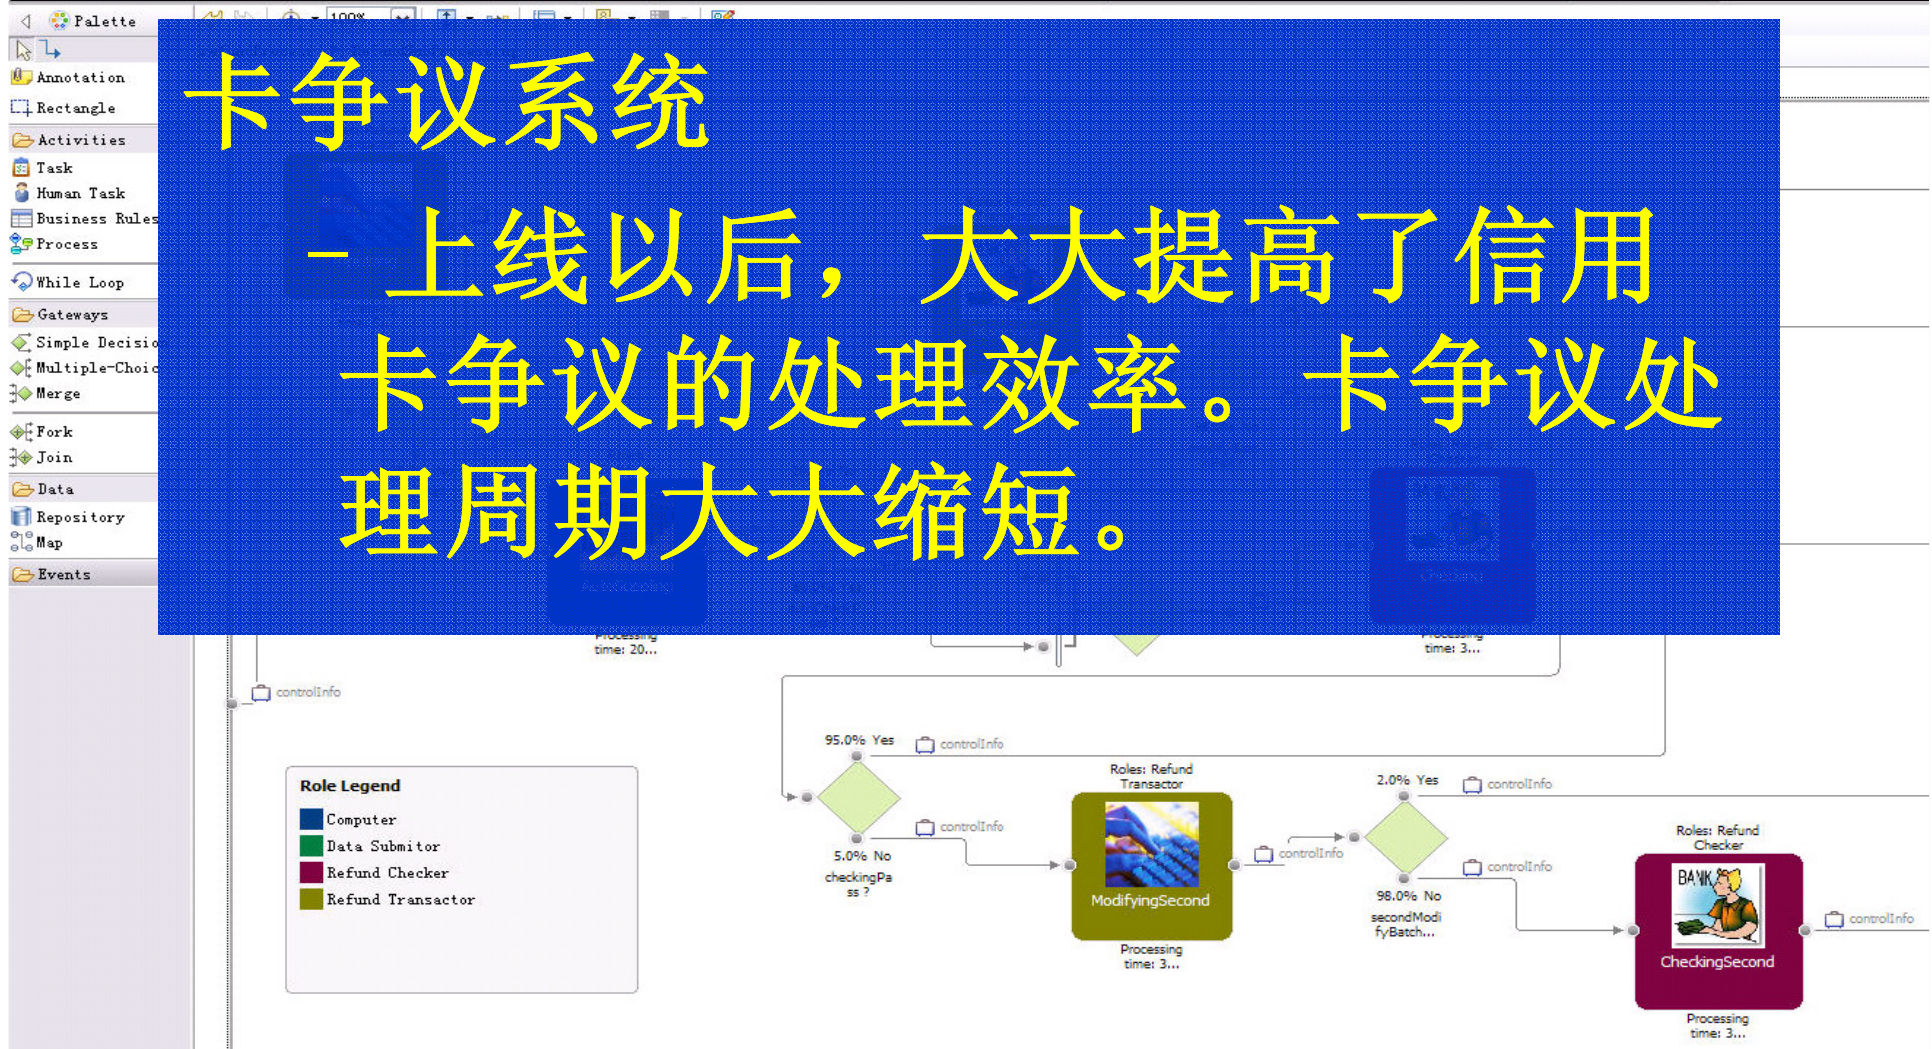 Palette
100%
Annotation
Rectangle
Activities
Task
Human Task
Business Rules
Process
While Loop
Gateways
Simple Decisio
Multiple-Choic
Merge
Fork
Join
Data
Repository
Map
Events
卡争议系统
- 上线以后，大大提高了信用
卡争议的处理效率。卡争议处
理周期大大缩短。
Checking
Processing
time: 20...
Processing
time: 3...
controlInfo
95.0% Yes
controlInfo
controlInfo
5.0% No
checkingPa
ss ?
Roles: Refund
Transactor
ModifyingSecond
Processing
time: 3...
controlInfo
2.0% Yes
controlInfo
controlInfo
98.0% No
secondModi
fyBatch...
Roles: Refund
Checker
BANK
CheckingSecond
Processing
time: 3...
controlInfo
Role Legend
Computer
Data Submitor
Refund Checker
Refund Transactor